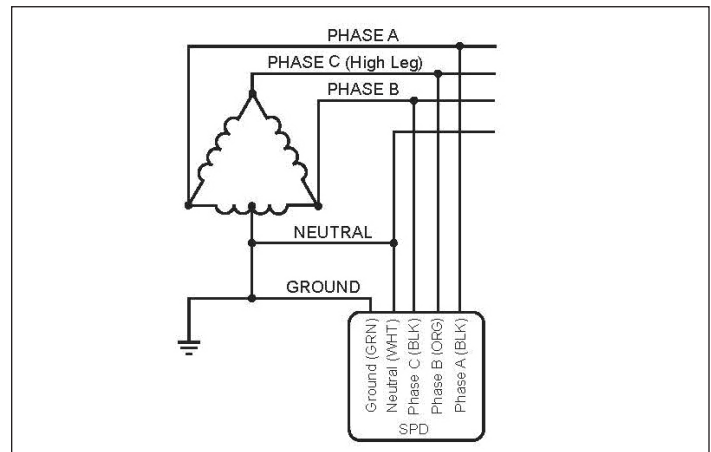 PHASE A
PHASE C (High Leg)
PHASE B
NEUTRAL
GROUND
Ground (GRN)
Neutral (WHT)
Phase C (BLK)
Phase B (ORG)
Phase A (BLK)
SPD